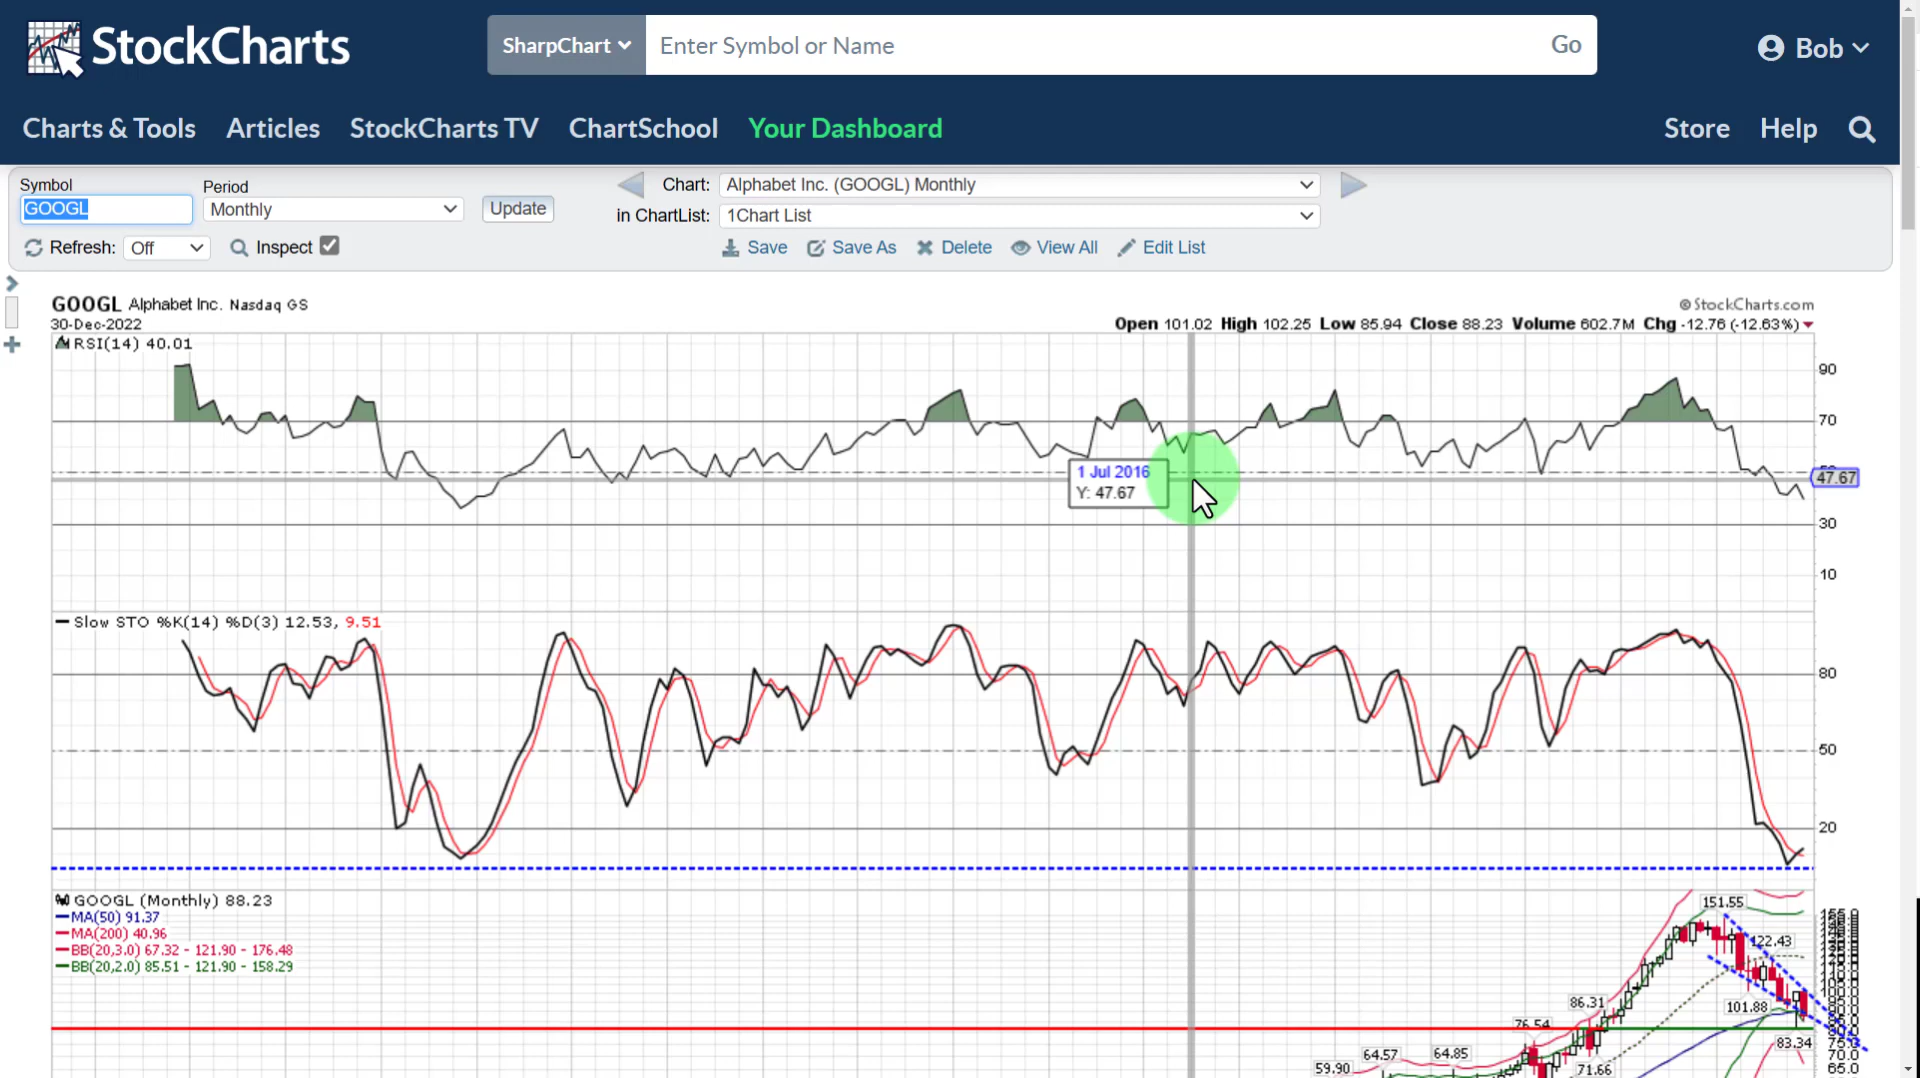 StockCharts
SharpChart
Enter Symbol or Name
Go
Bob
Charts & Tools
Articles
StockCharts TV
ChartSchool
Your Dashboard
Store
Help
Symbol
GOOGL
Period
Monthly
Update
Chart:
Alphabet Inc. (GOOGL) Monthly
in ChartList:
1Chart List
Refresh:
Off
Inspect
Save
Save As
Delete
View All
Edit List
GOOGL Alphabet Inc. Nasdaq GS
© StockCharts.com
30-Dec-2022
Open 101.02 High 102.25 Low 85.94 Close 88.23 Volume 602.7M Chg -12.76 (-12.63%)
RSI(14) 40.01
90
70
1 Jul 2016
Y: 47.67
47.67
30
10
Slow STO %K(14) %D(3) 12.53, 9.51
80
50
20
GOOGL (Monthly) 88.23
MA(50) 91.37
MA(200) 40.96
BB(20,3.0) 67.32 - 121.90 - 176.48
BB(20,2.0) 85.51 - 121.90 - 158.29
151.55
122.43
101.88
86.31
76.54
83.34
64.57
64.85
59.90
71.66
75.0
70.0
65.0